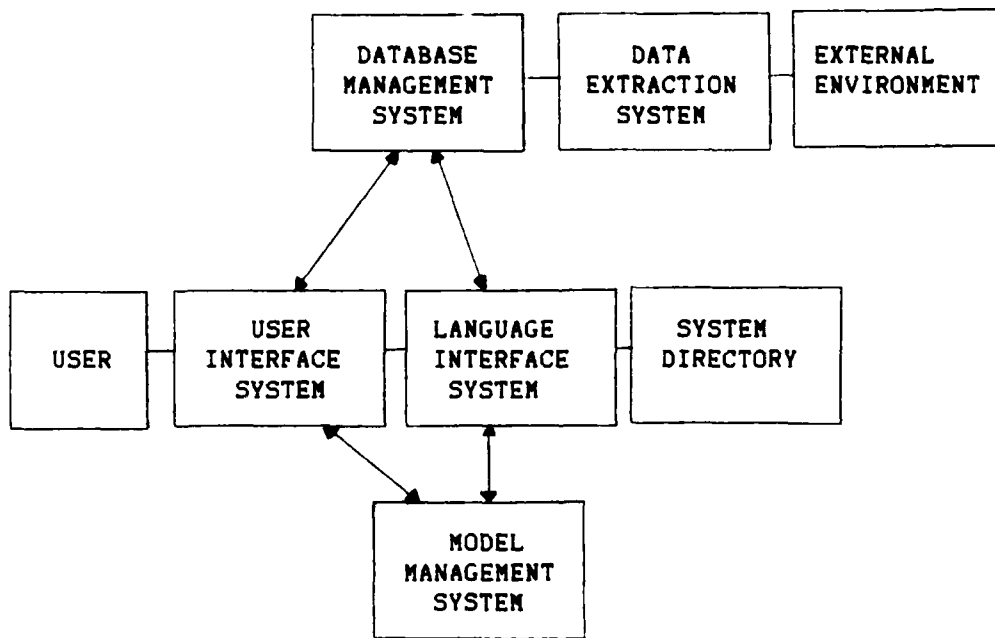 DATABASE
MANAGEMENT
SYSTEM
DATA
EXTRACTION
SYSTEM
EXTERNAL
ENVIRONMENT
USER
USER
INTERFACE
SYSTEM
LANGUAGE
INTERFACE
SYSTEM
SYSTEM
DIRECTORY
MODEL
MANAGEMENT
SYSTEM